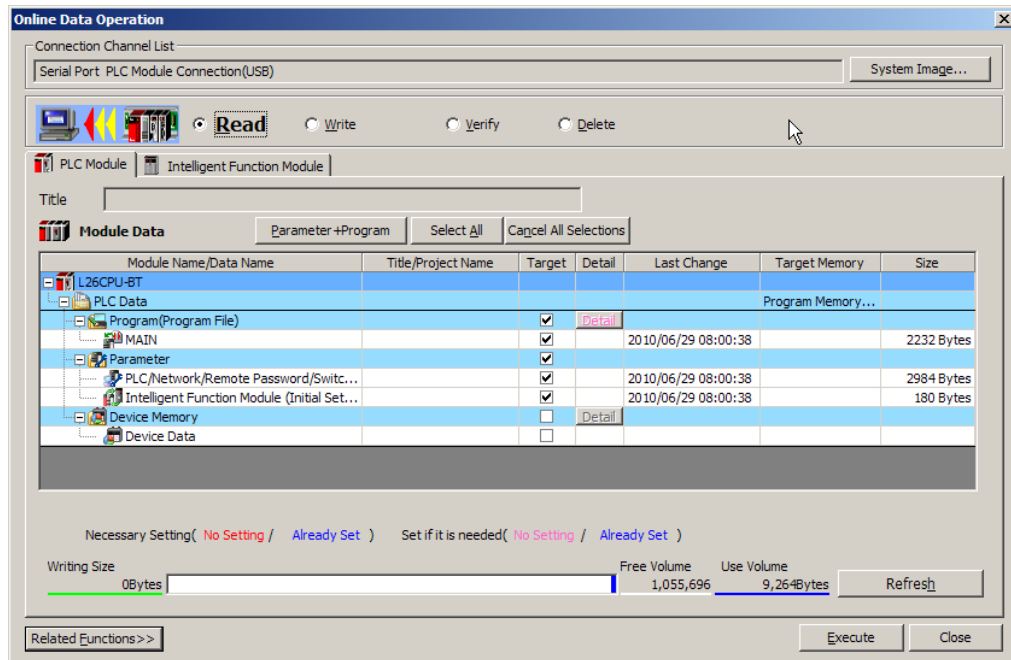 Online Data Operation
Connection Channel List
Serial Port PLC Module Connection(USB)
System Image...
Read
Write
Verify
Delete
PLC Module
Intelligent Function Module
Title
Module Data
Parameter+Program
Select All
Cancel All Selections
Module Name/Data Name Title/Project Name Target Detail Last Change Target Memory Size
L26CPU-BT
PLC Data Program Memory...
Program(Program File) Detail
MAIN 2010/06/29 08:00:38 2232 Bytes
Parameter
PLC/Network/Remote Password/Switc... 2010/06/29 08:00:38 2984 Bytes
Intelligent Function Module (Initial Set... 2010/06/29 08:00:38 180 Bytes
Device Memory Detail
Device Data
Necessary Setting( No Setting / Already Set ) Set if it is needed( No Setting / Already Set )
Writing Size Free Volume Use Volume
0Bytes 1,055,696 9,264Bytes Refresh
Related Functions>> Execute Close